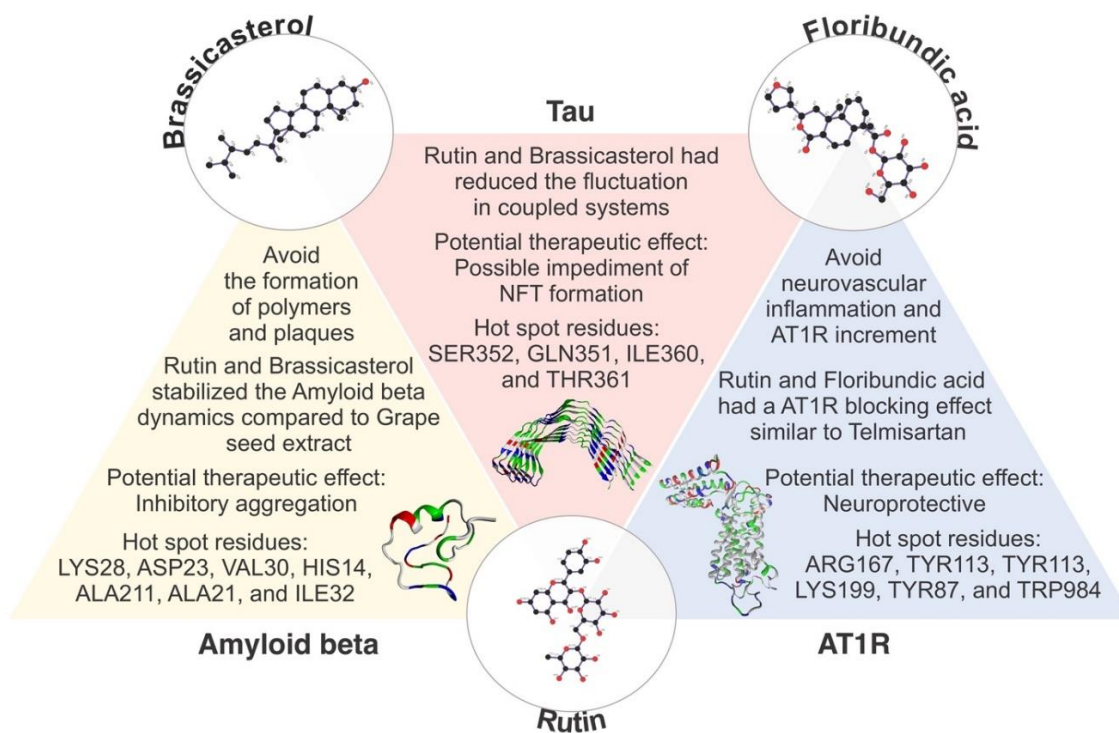 Brassicasterol
Floribundic acid
Tau
Rutin and Brassicasterol had
reduced the fluctuation
in coupled systems
Potential therapeutic effect:
Possible impediment of
NFT formation
Hot spot residues:
SER352, GLN351, ILE360,
and THR361
Avoid
the formation
of polymers
and plaques
Rutin and Brassicasterol
stabilized the Amyloid beta
dynamics compared to Grape
seed extract
Potential therapeutic effect:
Inhibitory aggregation
Hot spot residues:
LYS28, ASP23, VAL30, HIS14,
ALA211, ALA21, and ILE32
Amyloid beta
Avoid
neurovascular
inflammation and
AT1R increment
Rutin and Floribundic acid
had a AT1R blocking effect
similar to Telmisartan
Potential therapeutic effect:
Neuroprotective
Hot spot residues:
ARG167, TYR113, TYR113,
LYS199, TYR87, and TRP984
AT1R
Rutin